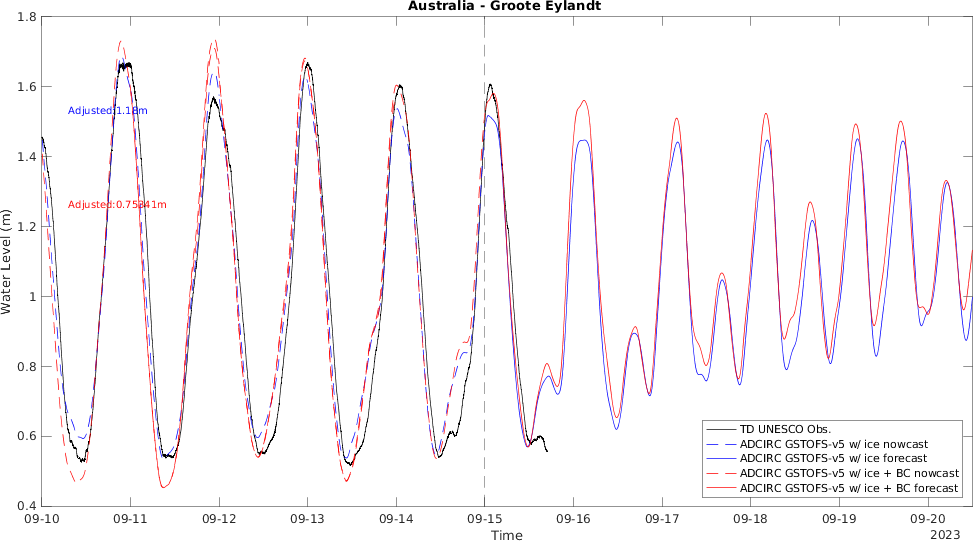 Australia - Groote Eylandt
1.8
1.6
1.4
1.2
1
0.8
0.6
0.4
Water Level (m)
Adjusted:1.18m
Adjusted:0.75341m
TD UNESCO Obs.
ADCIRC GSTOFS-v5 w/ ice nowcast
ADCIRC GSTOFS-v5 w/ ice forecast
ADCIRC GSTOFS-v5 w/ ice + BC nowcast
ADCIRC GSTOFS-v5 w/ ice + BC forecast
09-10 09-11 09-12 09-13 09-14 09-15 09-16 09-17 09-18 09-19 09-20
Time
2023